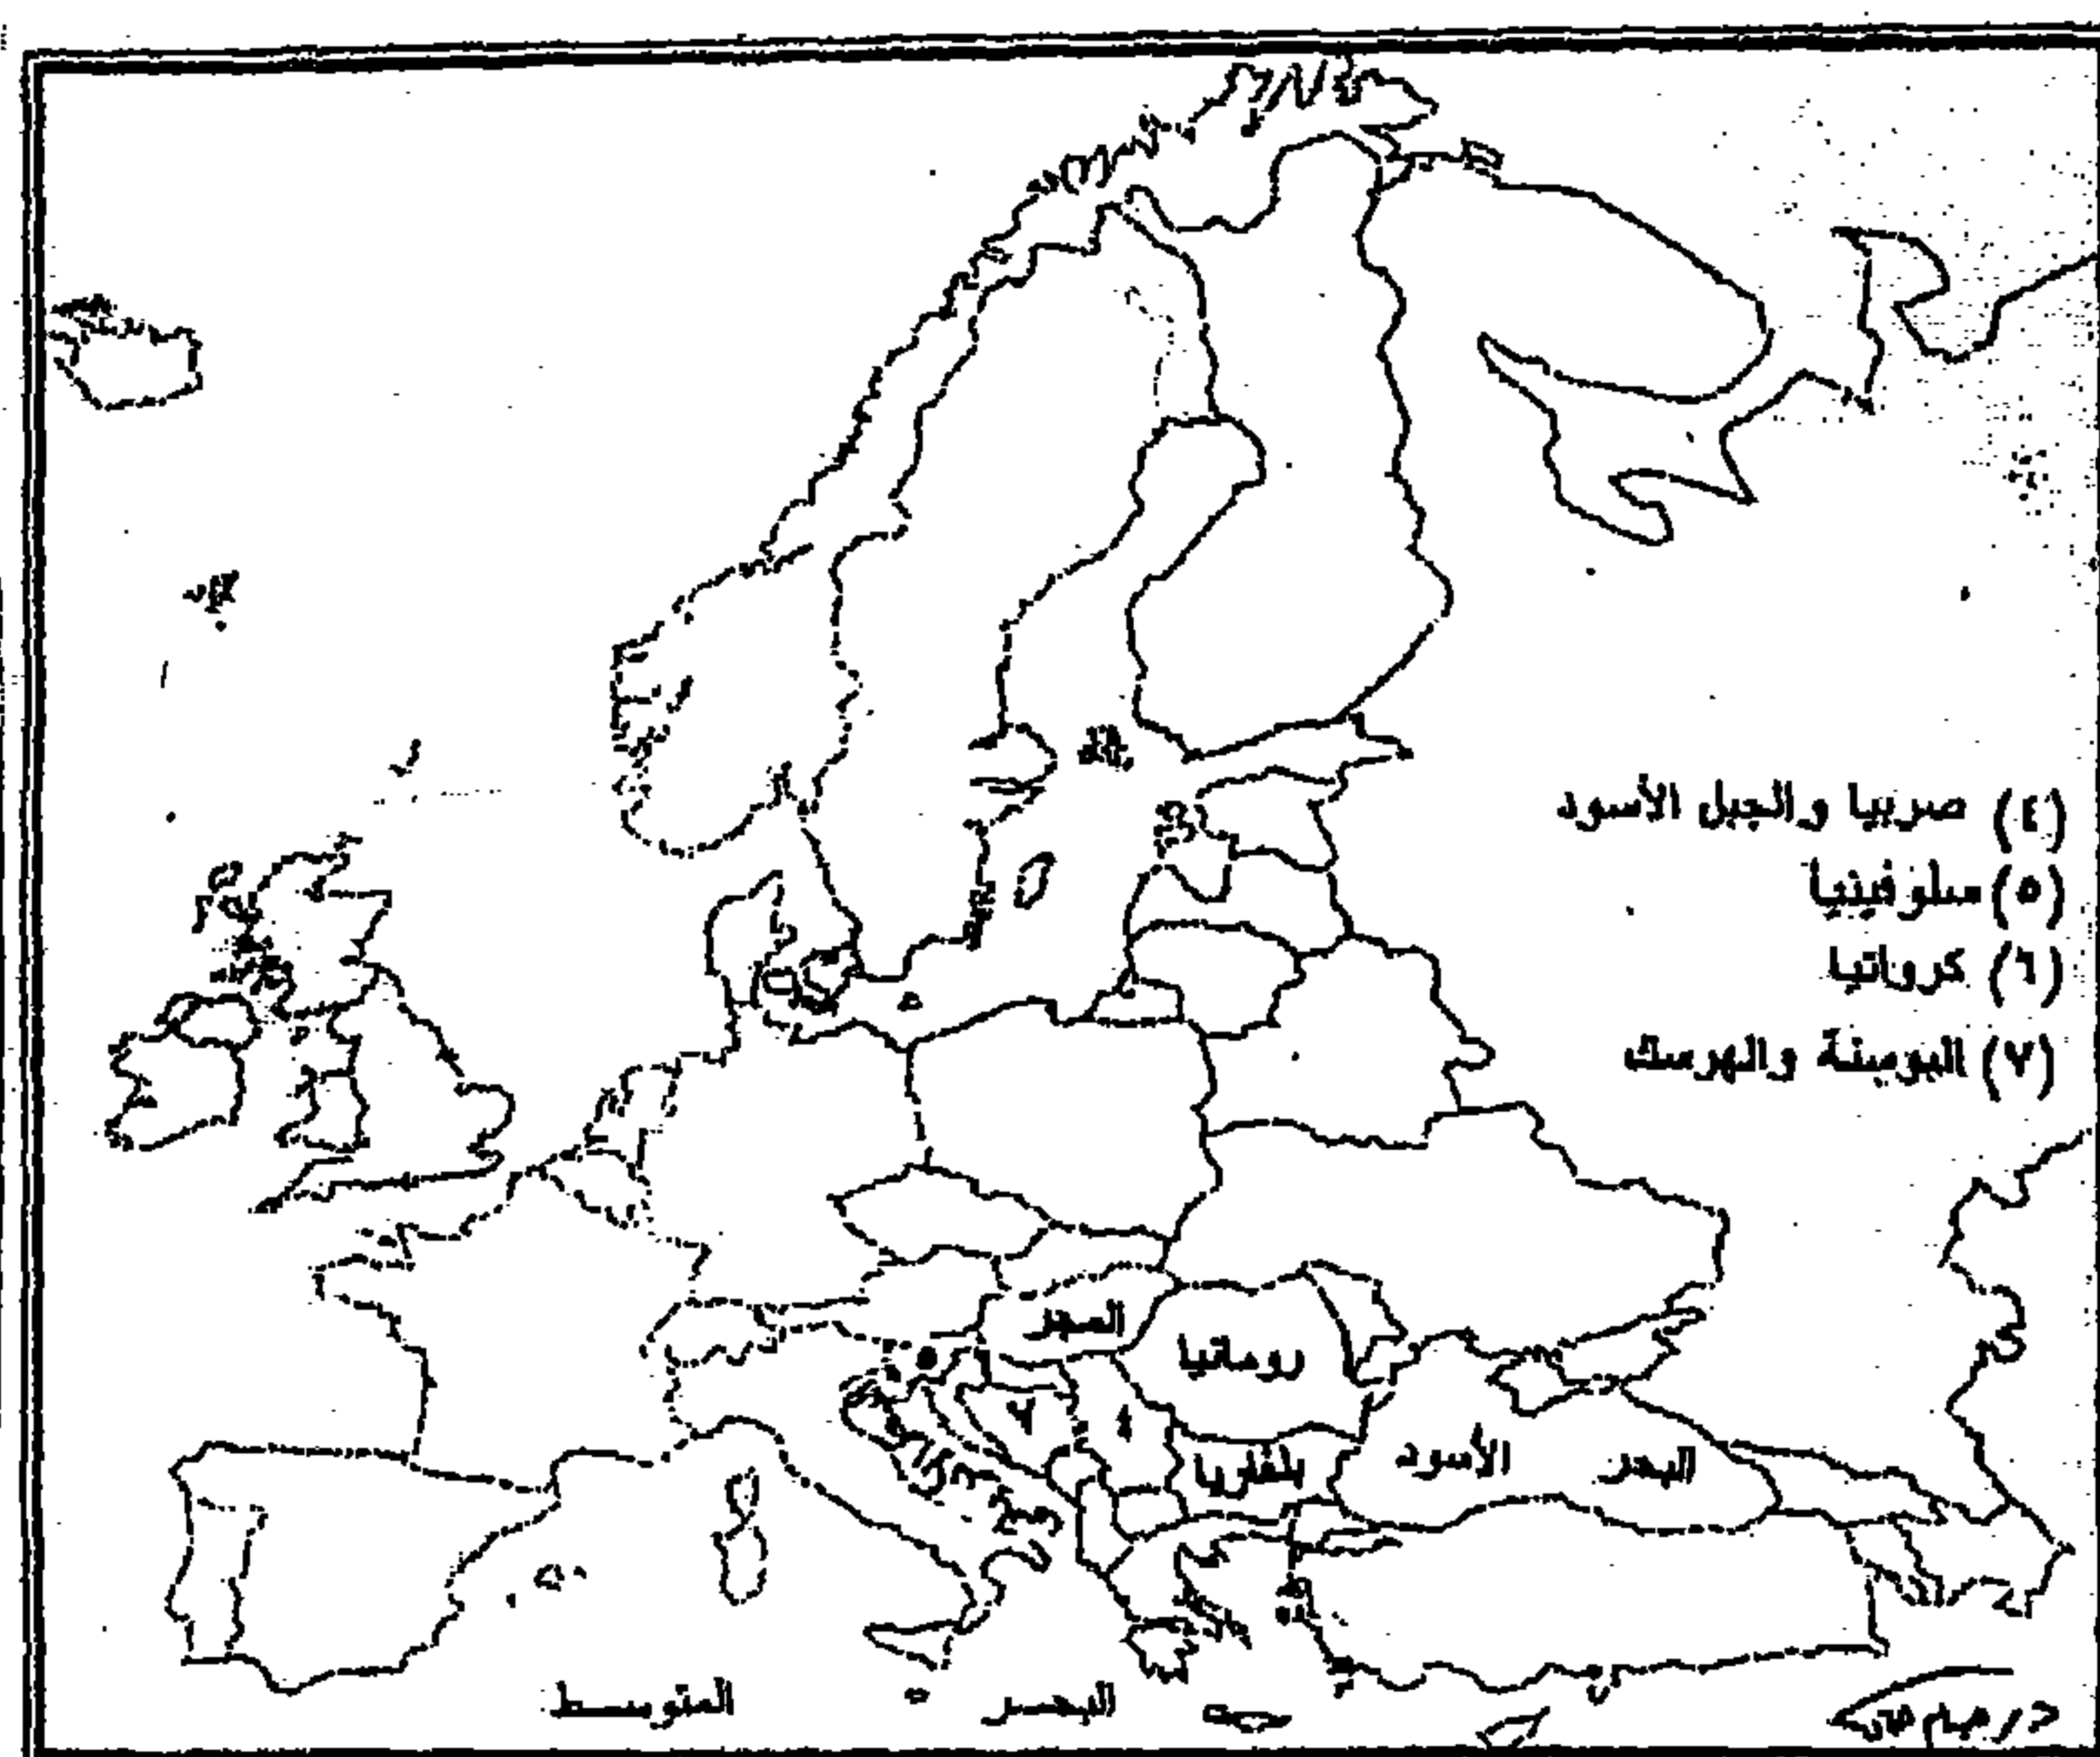 (٤) صربيا والجبل الأسود
(٥) سلوفينيا
(٦) كرواتيا
(٧) البوسنة والهرسك
المجر
رومانيا
٧
٤
بلغاريا
البحر الأسود
البحر المتوسط